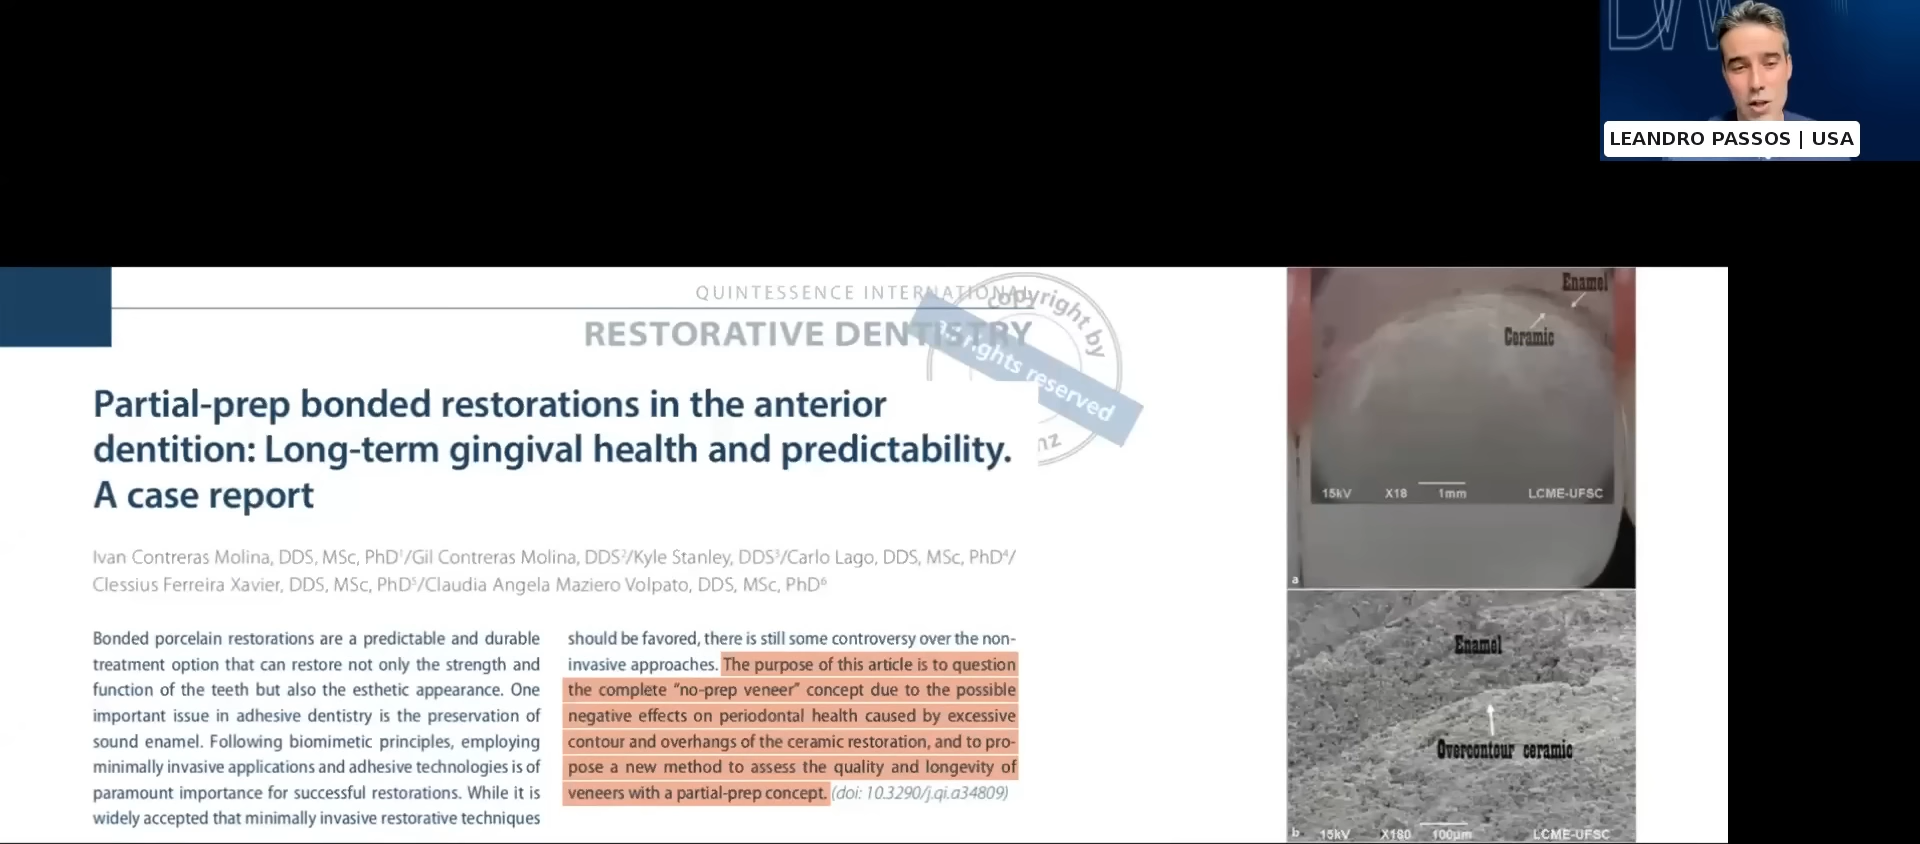 LEANDRO PASSOS | USA
QUINTESSENCE INTERNATIONAL
RESTORATIVE DENTISTRY
copyright by
rights reserved
Partial-prep bonded restorations in the anterior
dentition: Long-term gingival health and predictability.
A case report
Ivan Contreras Molina, DDS, MSc, PhD¹/Gil Contreras Molina, DDS²/Kyle Stanley, DDS³/Carlo Lago, DDS, MSc, PhD⁴/
Clessius Ferreira Xavier, DDS, MSc, PhD⁵/Claudia Angela Maziero Volpato, DDS, MSc, PhD⁶
Bonded porcelain restorations are a predictable and durable
treatment option that can restore not only the strength and
function of the teeth but also the esthetic appearance. One
important issue in adhesive dentistry is the preservation of
sound enamel. Following biomimetic principles, employing
minimally invasive applications and adhesive technologies is of
paramount importance for successful restorations. While it is
widely accepted that minimally invasive restorative techniques
should be favored, there is still some controversy over the non-
invasive approaches. The purpose of this article is to question
the complete “no-prep veneer” concept due to the possible
negative effects on periodontal health caused by excessive
contour and overhangs of the ceramic restoration, and to pro-
pose a new method to assess the quality and longevity of
veneers with a partial-prep concept. (doi: 10.3290/j.qi.a34809)
Enamel
Ceramic
15kV X18 1mm LCME-UFSC
a
Enamel
Overcontour ceramic
b 15kV X180 100µm LCME-UFSC